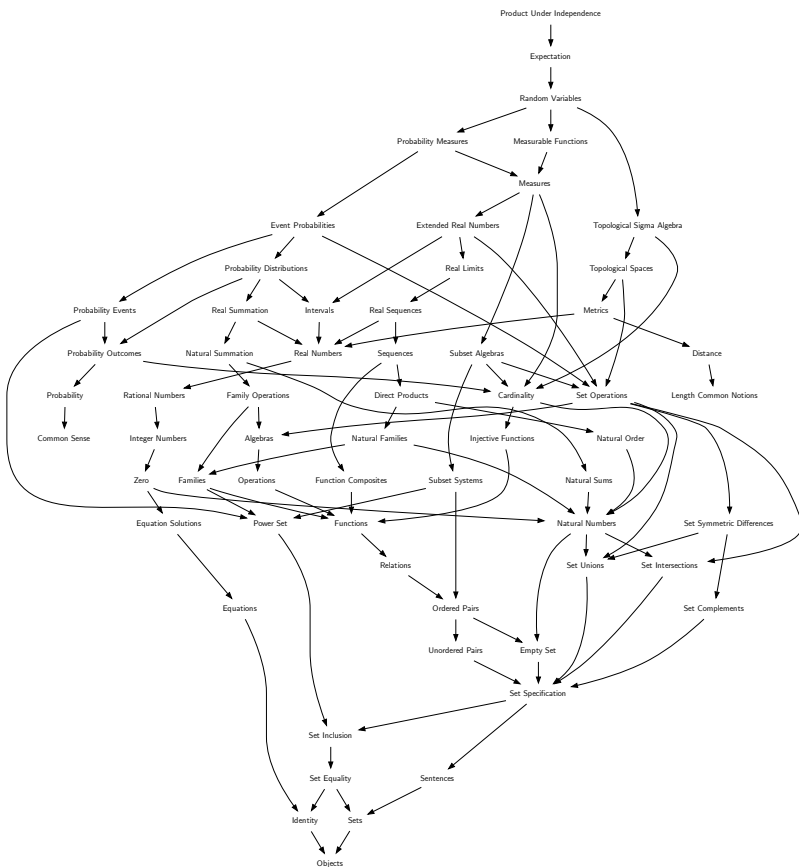 Product Under Independence
Expectation
Random Variables
Probability Measures
Measurable Functions
Measures
Event Probabilities
Extended Real Numbers
Topological Sigma Algebra
Probability Distributions
Real Limits
Topological Spaces
Probability Events
Real Summation
Intervals
Real Sequences
Metrics
Probability Outcomes
Natural Summation
Real Numbers
Sequences
Subset Algebras
Distance
Probability
Rational Numbers
Family Operations
Direct Products
Cardinality
Set Operations
Length Common Notions
Common Sense
Integer Numbers
Algebras
Natural Families
Injective Functions
Natural Order
Zero
Families
Operations
Function Composites
Subset Systems
Natural Sums
Equation Solutions
Power Set
Functions
Natural Numbers
Set Symmetric Differences
Relations
Set Unions
Set Intersections
Equations
Ordered Pairs
Set Complements
Unordered Pairs
Empty Set
Set Specification
Set Inclusion
Set Equality
Sentences
Identity
Sets
Objects